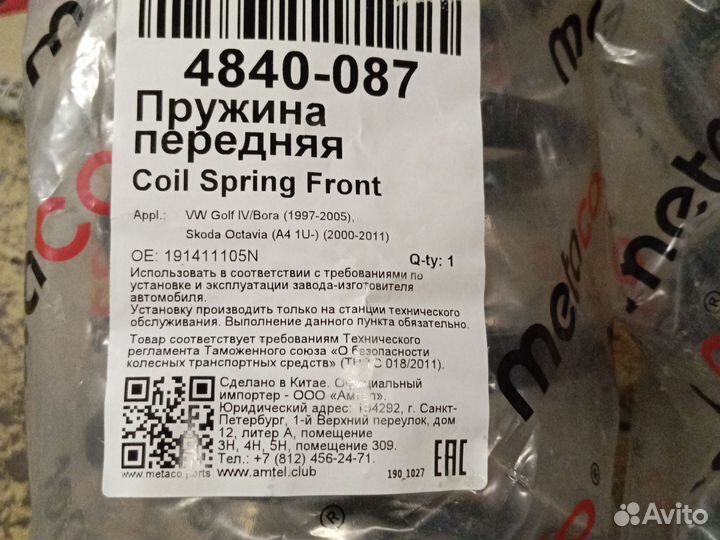 4840-087
Пружина
передняя
Coil Spring Front
Appl.: VW Golf IV/Bora (1997-2005),
Skoda Octavia (A4 1U-) (2000-2011)
OE: 191411105N Q-ty: 1
Использовать в соответствии с требованиями по
установке и эксплуатации завода-изготовителя
автомобиля.
Установку производить только на станции технического
обслуживания. Выполнение данного пункта обязательно.
Товар соответствует требованиям Технического
регламента Таможенного союза «О безопасности
колесных транспортных средств» 018/2011).
Сделано в Китае. Официальный
импортер - ООО «Амтел».
Юридический адрес: 194292, г. Санкт-
Петербург, 1-й Верхний переулок, дом
12, литер А, помещение
3Н, 4Н, 5Н, помещение 309.
Тел.: +7 (812) 456-24-71.
www.metaco.parts www.amtel.club 190_1027
EAC
metaco
metaco
metaco
Avito